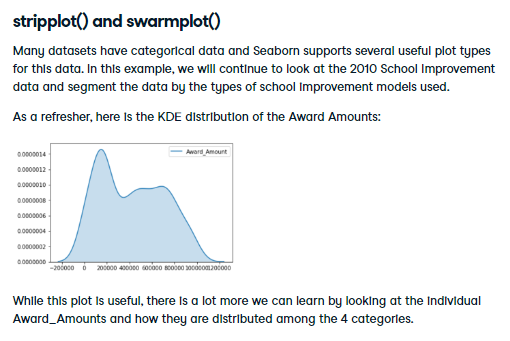 stripplot() and swarmplot()
Many datasets have categorical data and Seaborn supports several useful plot types
for this data. In this example, we will continue to look at the 2010 School Improvement
data and segment the data by the types of school improvement models used.
As a refresher, here is the KDE distribution of the Award Amounts:
Award_Amount
0.0000014
0.0000012
0.0000010
0.0000008
0.0000006
0.0000004
0.0000002
0.0000000
-200000 0 200000 400000 600000 800000 1000000 1200000
While this plot is useful, there is a lot more we can learn by looking at the individual
Award_Amounts and how they are distributed among the 4 categories.